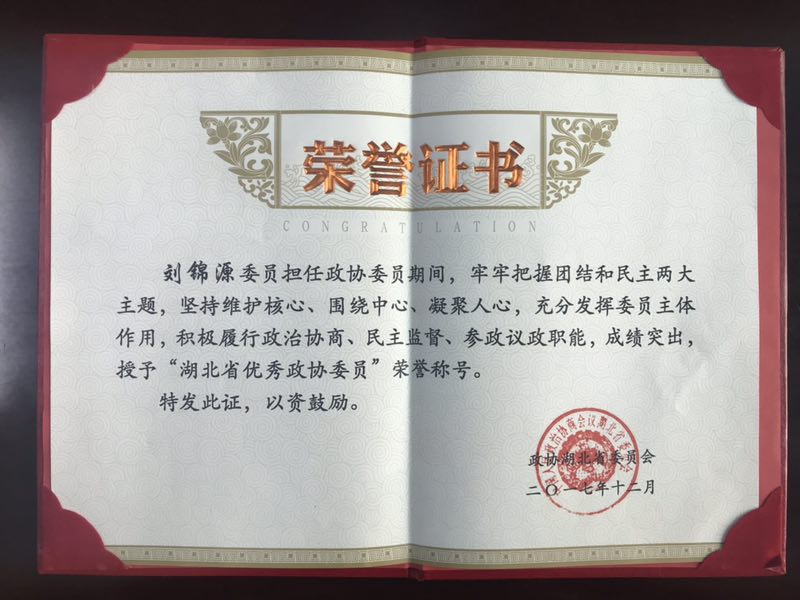 荣誉证书
CONGRATULATION
刘锦源委员担任政协委员期间，牢牢把握团结和民主两大
主题，坚持维护核心、围绕中心、凝聚人心，充分发挥委员主体
作用，积极履行政治协商、民主监督、参政议政职能，成绩突出，
授予“湖北省优秀政协委员”荣誉称号。
特发此证，以资鼓励。
政协湖北省委员会
二〇一七年十二月